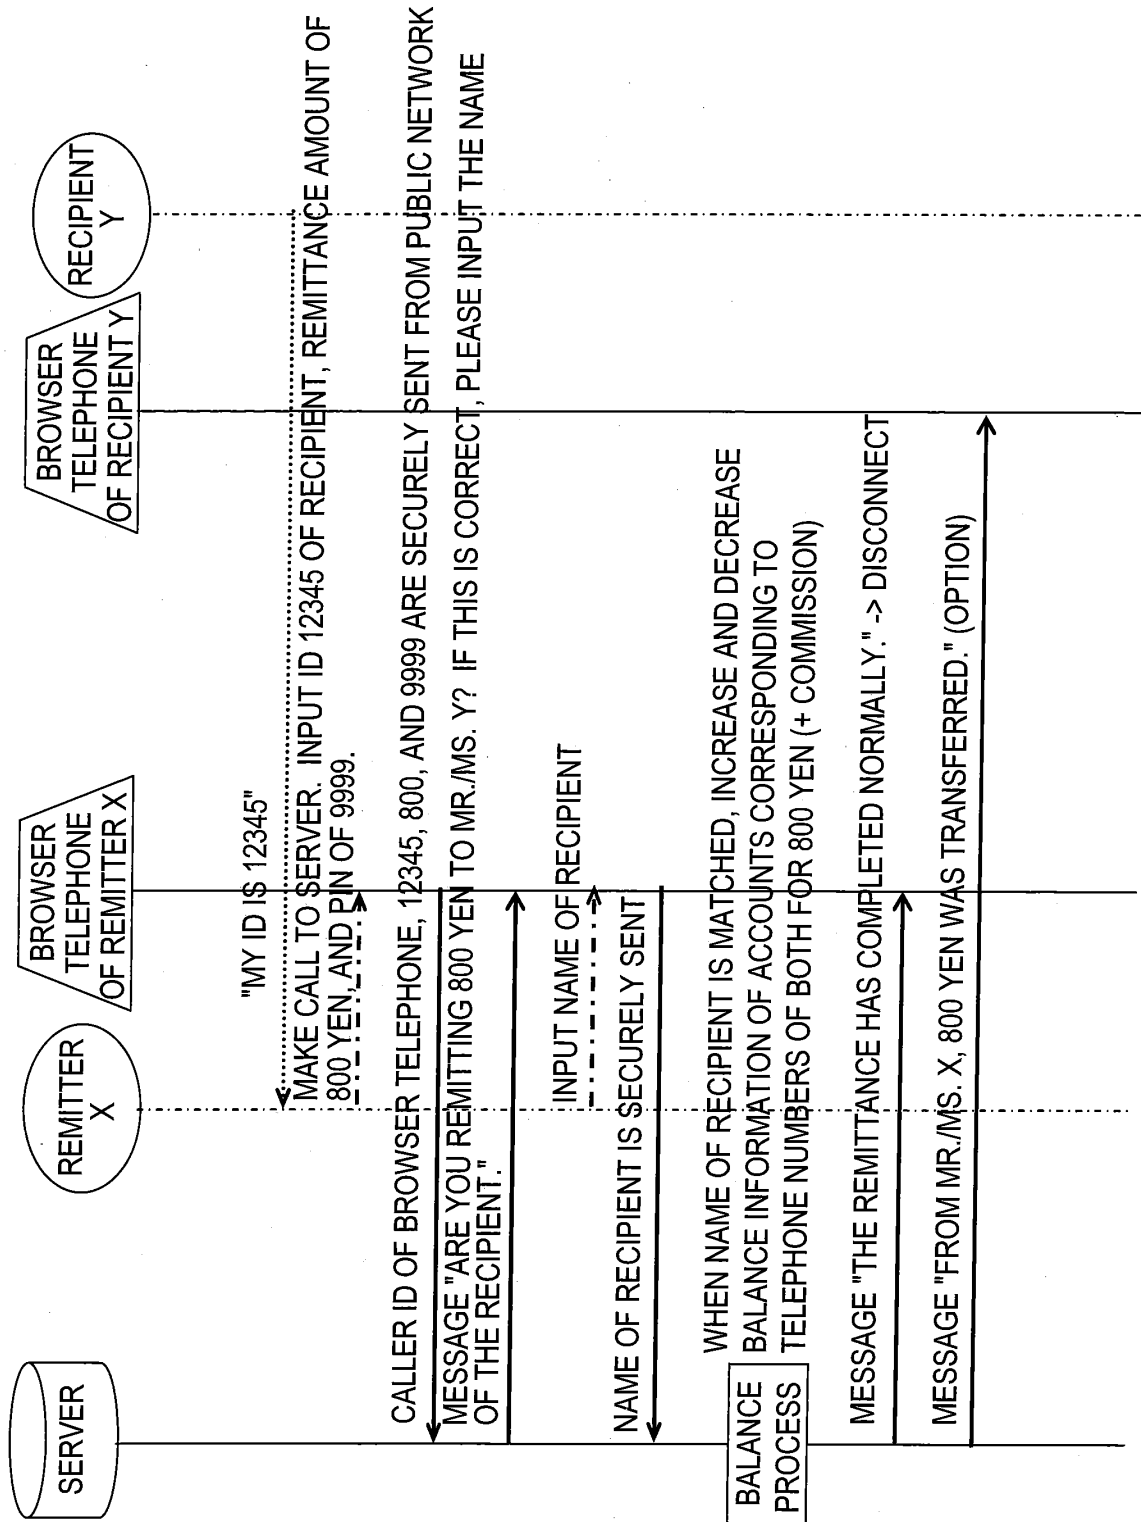 SERVER
REMITTER
X
BROWSER
TELEPHONE
OF REMITTER X
BROWSER
TELEPHONE
OF RECIPIENT Y
RECIPIENT
Y
"MY ID IS 12345"
MAKE CALL TO SERVER. INPUT ID 12345 OF RECIPIENT, REMITTANCE AMOUNT OF
800 YEN, AND PIN OF 9999.
CALLER ID OF BROWSER TELEPHONE, 12345, 800, AND 9999 ARE SECURELY SENT FROM PUBLIC NETWORK
MESSAGE "ARE YOU REMITTING 800 YEN TO MR./MS. Y? IF THIS IS CORRECT, PLEASE INPUT THE NAME
OF THE RECIPIENT."
INPUT NAME OF RECIPIENT
NAME OF RECIPIENT IS SECURELY SENT
BALANCE
PROCESS
WHEN NAME OF RECIPIENT IS MATCHED, INCREASE AND DECREASE
BALANCE INFORMATION OF ACCOUNTS CORRESPONDING TO
TELEPHONE NUMBERS OF BOTH FOR 800 YEN (+ COMMISSION)
MESSAGE "THE REMITTANCE HAS COMPLETED NORMALLY." -> DISCONNECT
MESSAGE "FROM MR./MS. X, 800 YEN WAS TRANSFERRED." (OPTION)